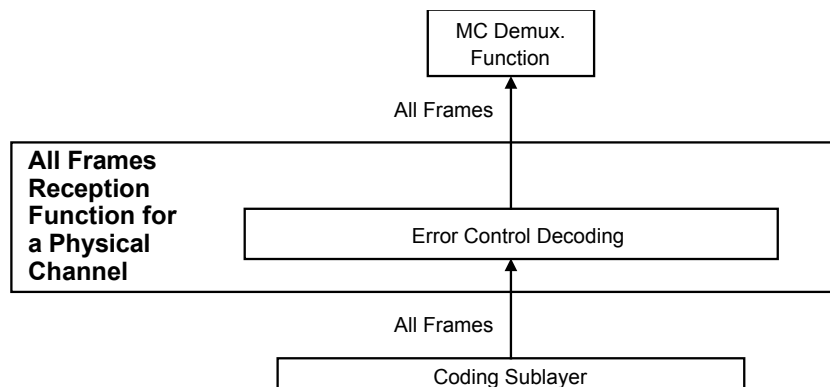 MC Demux.
Function
All Frames
All Frames
Reception
Function for
a Physical
Channel
Error Control Decoding
All Frames
Coding Sublayer